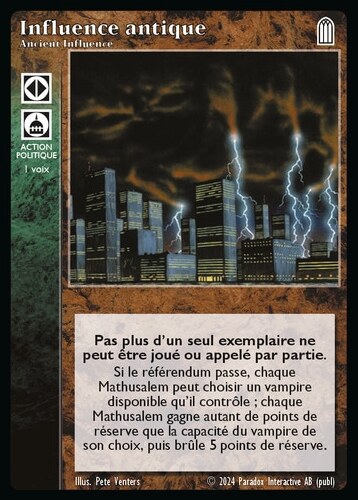 Influence antique
Ancient Influence
ACTION
POLITIQUE
1 voix
Pas plus d'un seul exemplaire ne
peut être joué ou appelé par partie.
Si le référendum passe, chaque
Mathusalem peut choisir un vampire
disponible qu'il contrôle ; chaque
Mathusalem gagne autant de points de
réserve que la capacité du vampire de
son choix, puis brûle 5 points de réserve.
Illus. Pete Venters © 2024 Paradox Interactive AB (publ)